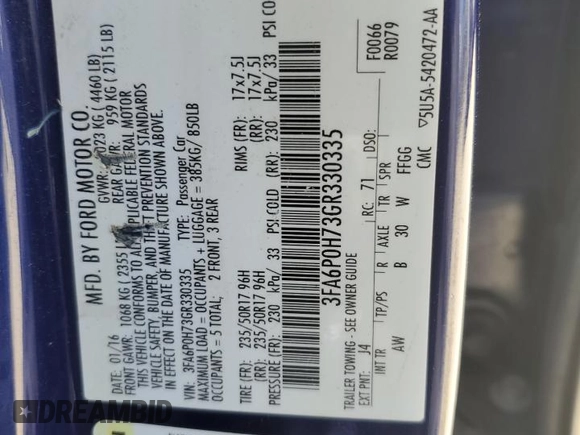 MFD. BY FORD MOTOR CO.
DATE: 01/16 GVWR: 023 KG ( 4460 LB)
FRONT GAWR: 1068 KG ( 2355 REAR GAWR: 959 KG ( 2115 LB)
THIS VEHICLE CONFORMS TO APPLICABLE FEDERAL MOTOR
VEHICLE SAFETY, BUMPER, AND THEFT PREVENTION STANDARDS
IN EFFECT ON THE DATE OF MANUFACTURE SHOWN ABOVE.
VIN: 3FA6P0H73GR330335 TYPE: Passenger Car
MAXIMUM LOAD = OCCUPANTS + LUGGAGE = 385KG/ 850LB
OCCUPANTS = 5 TOTAL; 2 FRONT, 3 REAR
TIRE (FR): 235/50R17 96H RIMS (FR): 17x7.5J
(RR): 235/50R17 96H (RR): 17x7.5J
PRESSURE (FR): 230 kPa/ 33 PSI COLD (RR): 230 kPa/ 33 PSI CO
3FA6P0H73GR330335
TRAILER TOWING - SEE OWNER GUIDE
F0066
R0079
EXT PNT: J4 RC: 71 DSO:
INT TR TP/PS R AXLE TR SPR
AW B 30 W FFGG
CMC ▽5U5A-5420472-AA
DREAMBID